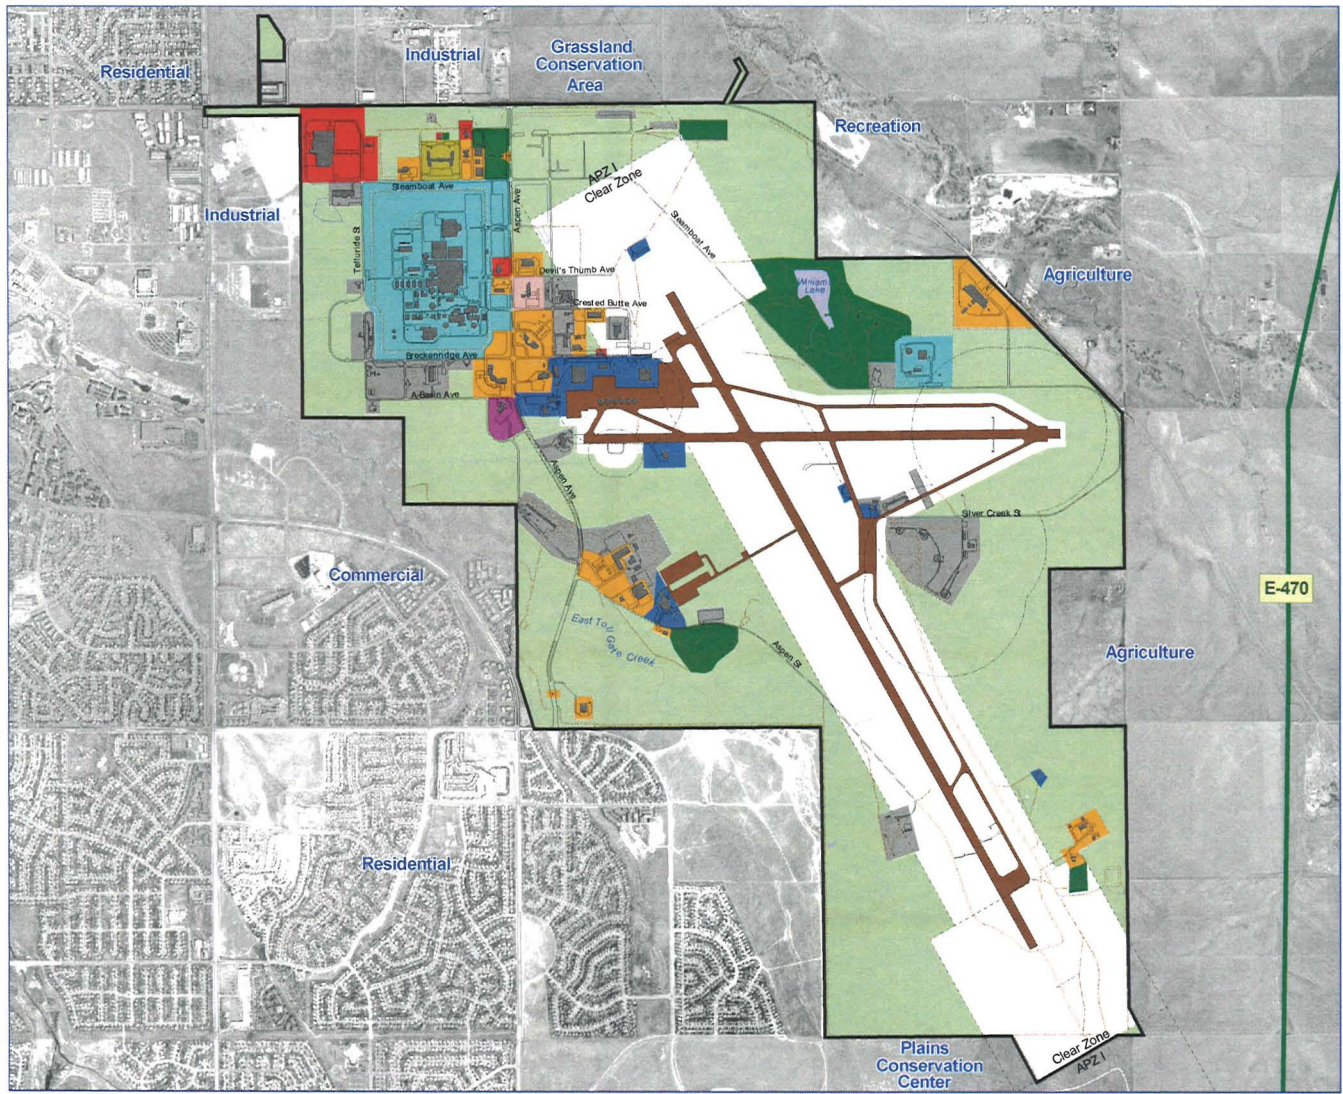 Grassland
Conservation
Area
Industrial
Residential
Recreation
APZ I
Clear Zone
Steamboat Ave
Aspen Ave
Industrial
Steamboat Ave
Telluride St
Devil's Thumb Ave
Agriculture
Williams
Lake
Crested Butte Ave
Breckenridge Ave
A-Basin Ave
Aspen Ave
Silver Creek St
Commercial
E-470
East Toll
Gate Creek
Aspen St
Agriculture
Residential
Clear Zone
APZ I
Plains
Conservation
Center